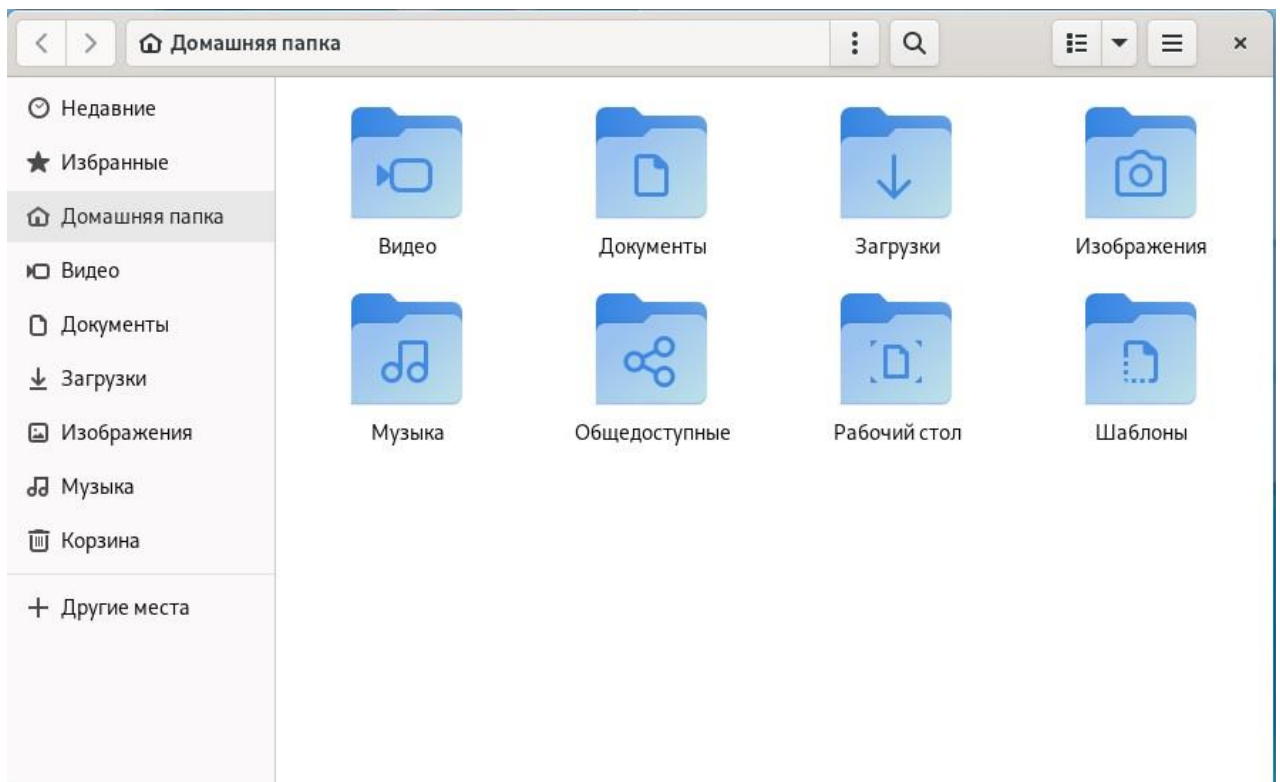 Домашняя папка
Недавние
Избранные
Домашняя папка
Видео
Документы
Загрузки
Изображения
Музыка
Корзина
Другие места
Видео
Документы
Загрузки
Изображения
Музыка
Общедоступные
Рабочий стол
Шаблоны